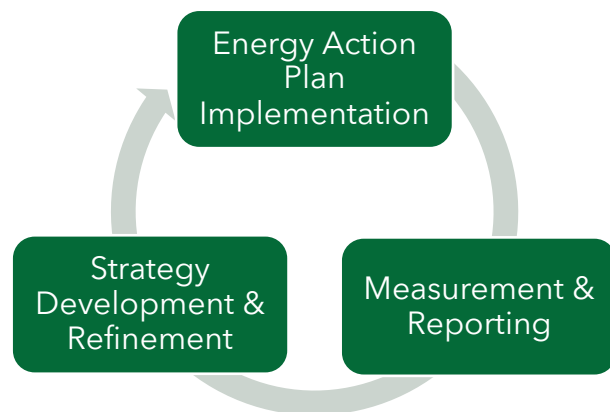 Energy Action
Plan
Implementation
Strategy
Development &
Refinement
Measurement &
Reporting